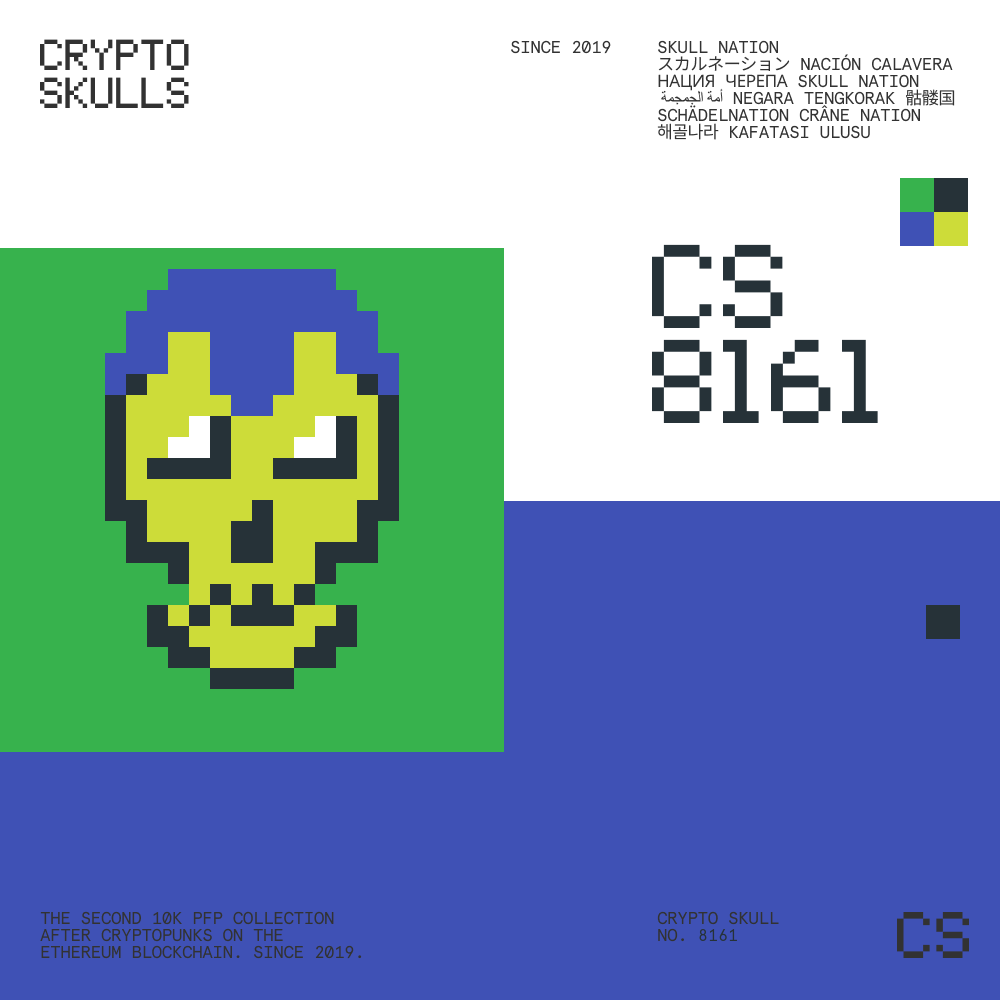 CRYPTO
SKULLS
SINCE 2019
SKULL NATION
スカルネーション NACIÓN CALAVERA
НАЦИЯ ЧЕРЕПА SKULL NATION
أمة الجمجمة NEGARA TENGKORAK 骷髅国
SCHÄDELNATION CRÂNE NATION
해골나라 KAFATASI ULUSU
CS
8161
THE SECOND 10K PFP COLLECTION
AFTER CRYPTOPUNKS ON THE
ETHEREUM BLOCKCHAIN. SINCE 2019.
CRYPTO SKULL
NO. 8161
CS